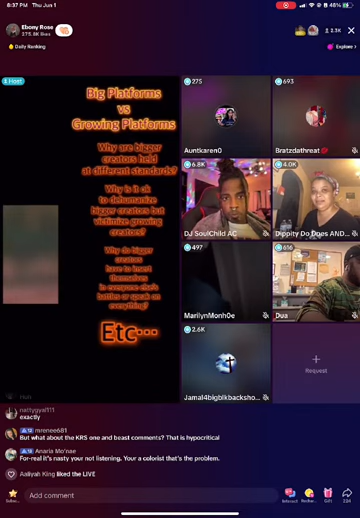 6:37 PM Thu Jun 1
Ebony Rose
275.8K likes
2.3K
Daily Ranking
Explore >
Host
Big Platforms
vs
Growing Platforms
Why are bigger
creators held
at different standards?
Why is it ok
to dehumanize
bigger creators but
victimize growing
creators?
Why do bigger
creators
have to insert
themselves
in everyone else's
battles or speak on
everything?
Etc...
275
Auntkaren0
693
Bratzdathreat
6.8K
DJ SoulChild AC
4.0K
Dippity Do Does AND...
497
MarilynMonh0e
616
Dua
2.6K
Jamal4bigblkbacksho...
+
Request
nattygyal111
exactly
12 mrenee681
But what about the KRS one and beast comments? That is hypocritical
18 Anaria Mo'nae
For-real it's nasty your not listening. Your a colorist that's the problem.
Aaliyah King liked the LIVE
Add comment
Gift
224